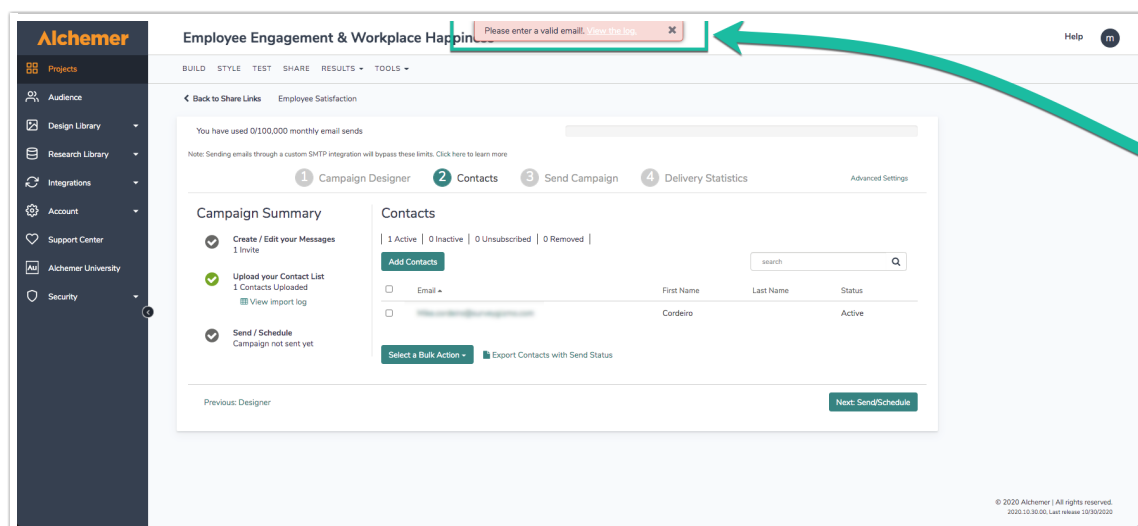 Alchemer
Employee Engagement & Workplace Happiness
Please enter a valid email!. View the log.
Help
m
Projects
BUILD STYLE TEST SHARE RESULTS TOOLS
Audience
Back to Share Links Employee Satisfaction
Design Library
You have used 0/100,000 monthly email sends
Research Library
Note: Sending emails through a custom SMTP integration will bypass these limits. Click here to learn more
Integrations
1 Campaign Designer 2 Contacts 3 Send Campaign 4 Delivery Statistics Advanced Settings
Account
Campaign Summary
Contacts
Support Center
Create / Edit your Messages
1 Invite
1 Active | 0 Inactive | 0 Unsubscribed | 0 Removed |
Add Contacts
search
Alchemer University
Upload your Contact List
1 Contacts Uploaded
View import log
Email First Name Last Name Status
Security
Cordeiro Active
Send / Schedule
Campaign not sent yet
Select a Bulk Action Export Contacts with Send Status
Previous: Designer
Next: Send/Schedule
© 2020 Alchemer | All rights reserved.
2020.10.30.00, Last release 10/30/2020